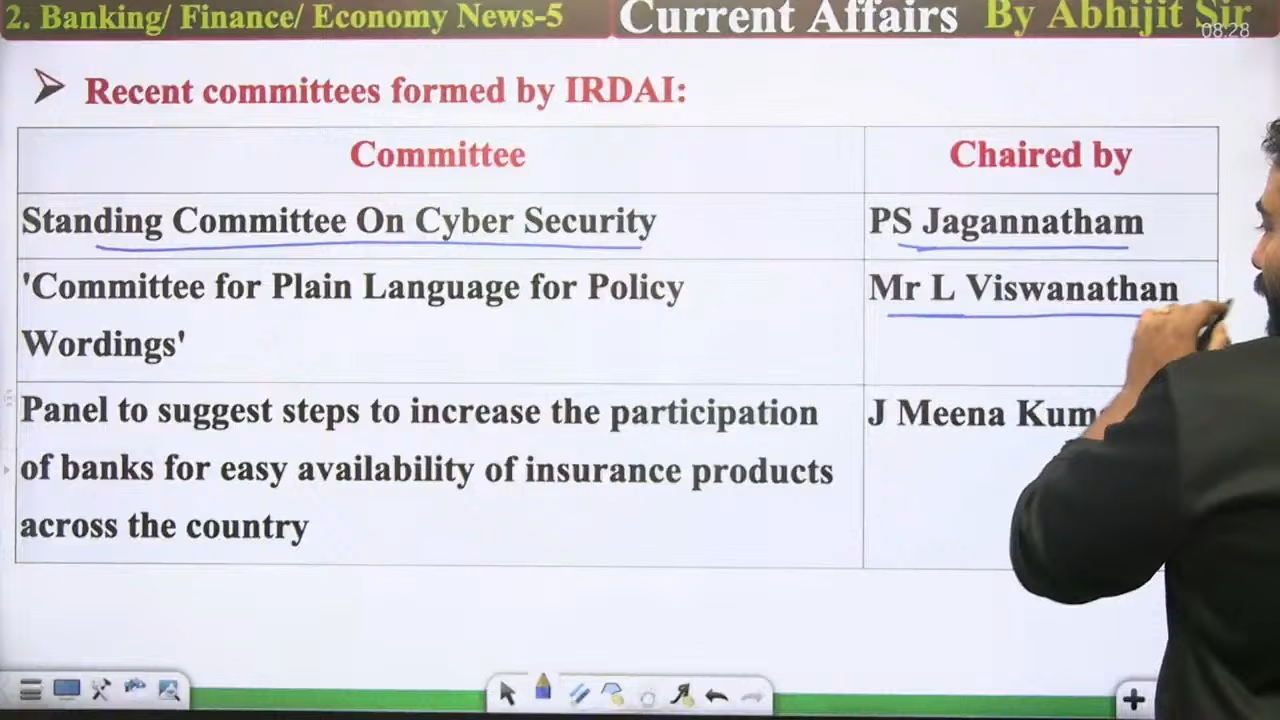 2. Banking/ Finance/ Economy News-5
Current Affairs By Abhijit Sir
08:28
Recent committees formed by IRDAI:
Committee
Chaired by
Standing Committee On Cyber Security
PS Jagannatham
'Committee for Plain Language for Policy
Wordings'
Mr L Viswanathan
Panel to suggest steps to increase the participation
of banks for easy availability of insurance products
across the country
J Meena